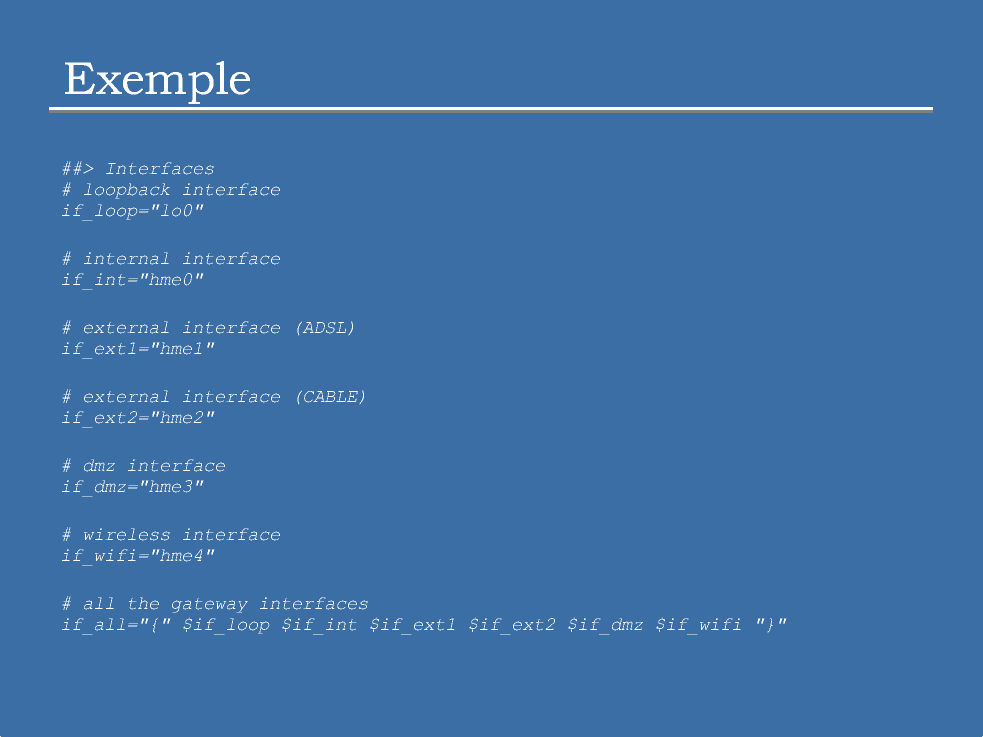 Exemple
##> Interfaces
# loopback interface
if_loop="lo0"
# internal interface
if_int="hme0"
# external interface (ADSL)
if_ext1="hme1"
# external interface (CABLE)
if_ext2="hme2"
# dmz interface
if_dmz="hme3"
# wireless interface
if_wifi="hme4"
# all the gateway interfaces
if_all="{" $if_loop $if_int $if_ext1 $if_ext2 $if_dmz $if_wifi "}"